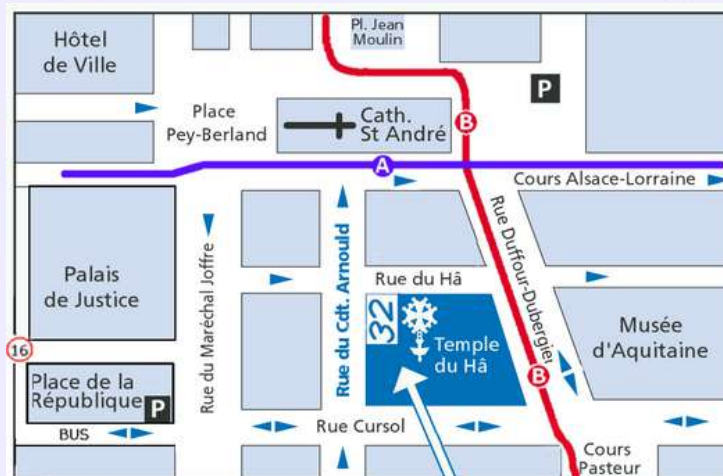 Hôtel
de Ville
Pl. Jean
Moulin
P
Place
Pey-Berland
Cath.
St André
B
A
Cours Alsace-Lorraine
Palais
de Justice
Rue du Maréchal Joffre
Rue du Cdt. Arnould
Rue du Hâ
Rue Duffour-Dubergieu
32
Temple
du Hâ
Musée
d'Aquitaine
16
Place de la
République
P
B
BUS
Rue Cursol
Cours
Pasteur